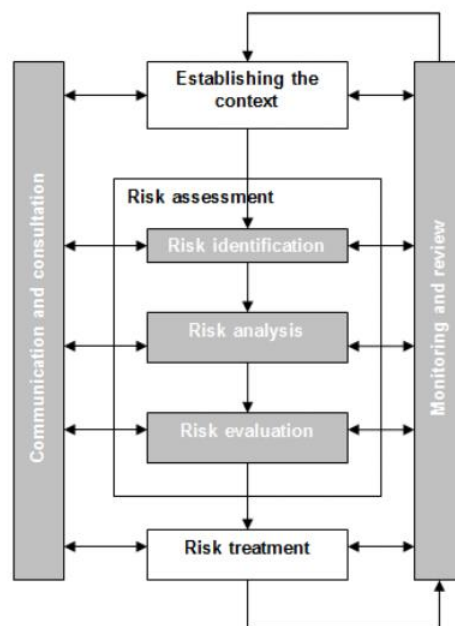 Establishing the
context
Communication and consultation
Monitoring and review
Risk assessment
Risk identification
Risk analysis
Risk evaluation
Risk treatment